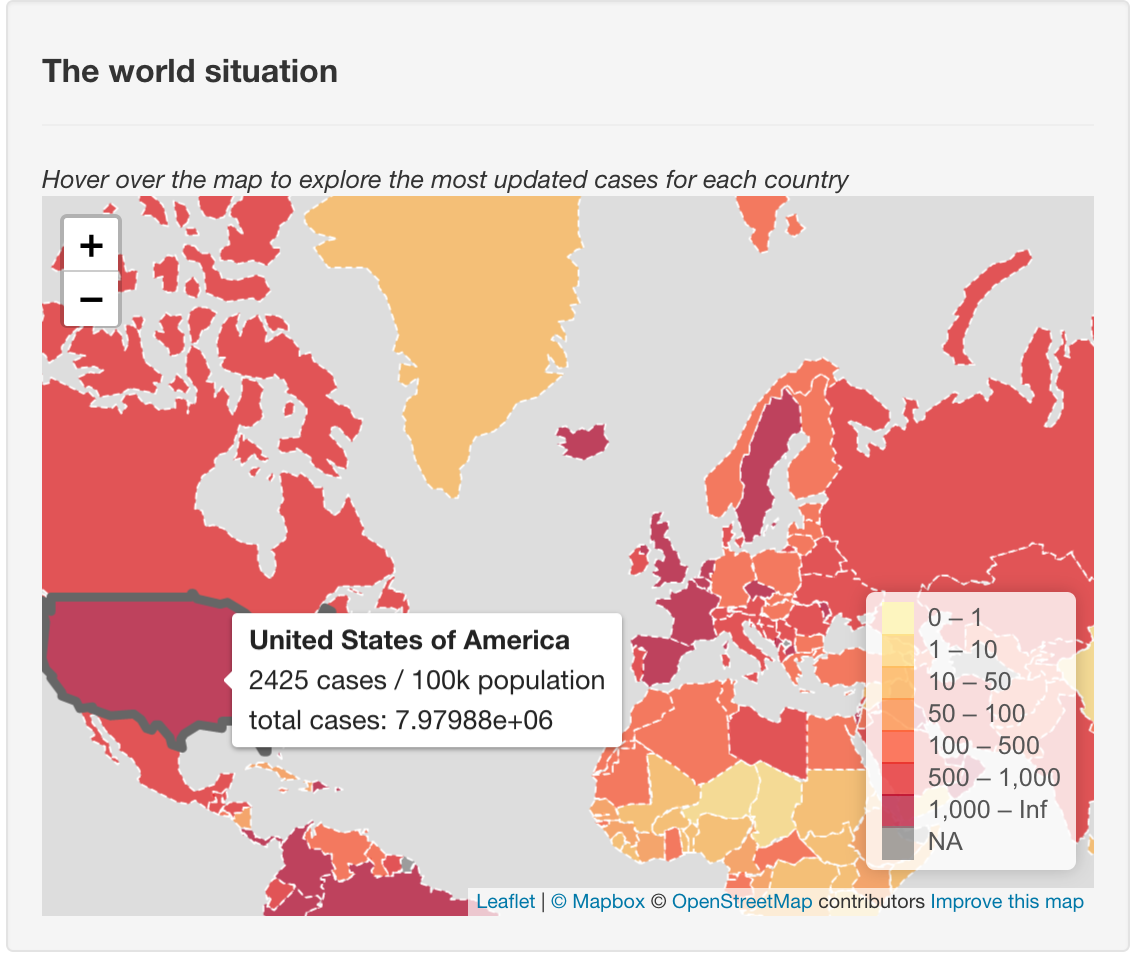 The world situation
Hover over the map to explore the most updated cases for each country
+
−
United States of America
2425 cases / 100k population
total cases: 7.97988e+06
0 – 1
1 – 10
10 – 50
50 – 100
100 – 500
500 – 1,000
1,000 – Inf
NA
Leaflet | © Mapbox © OpenStreetMap contributors Improve this map